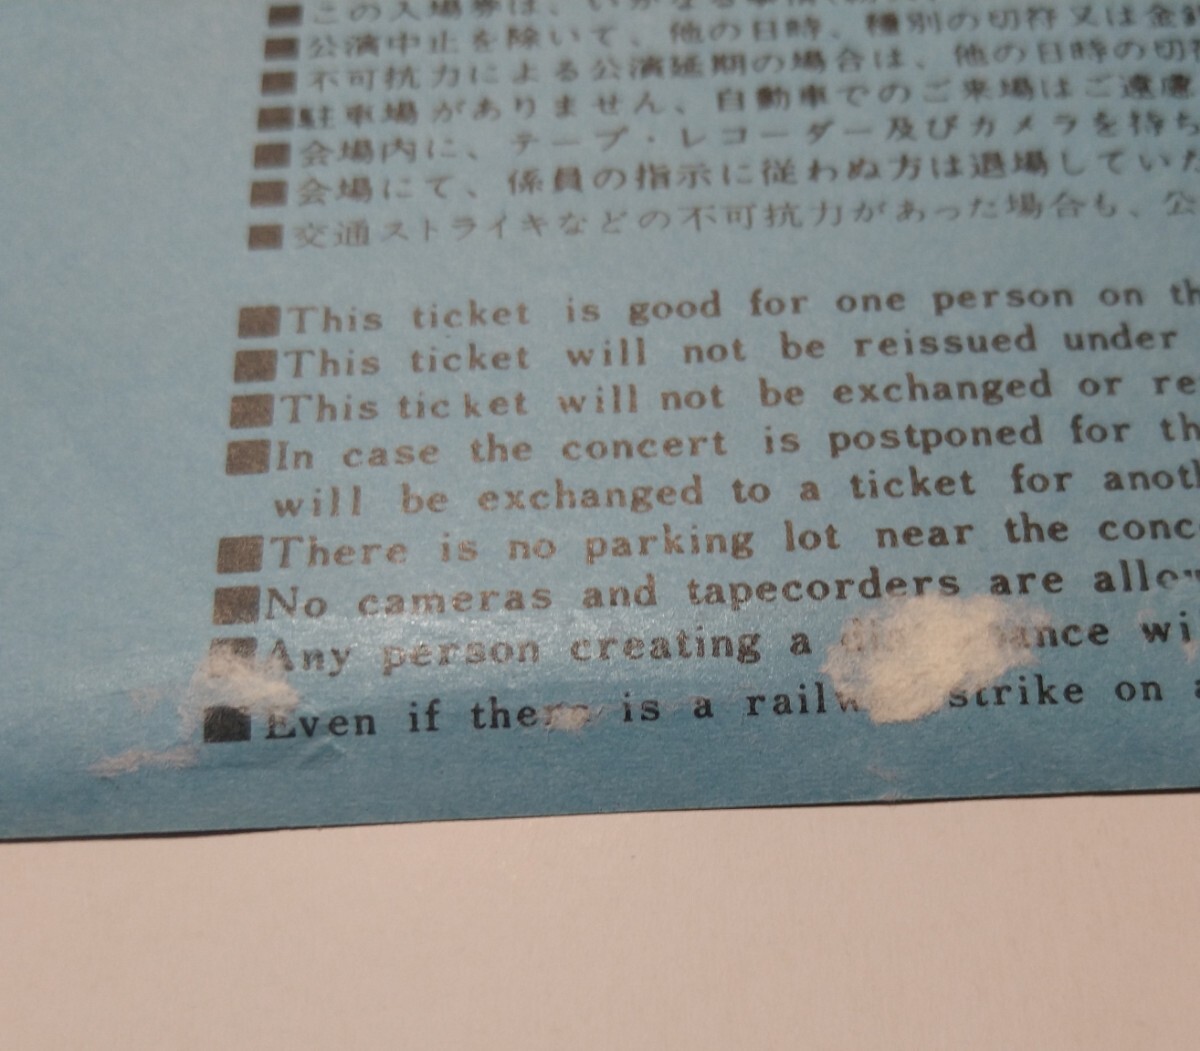 ■この入場券は、いかなる
■公演中止を除いて、他の日時、種別の切符又は金
■不可抗力による公演延期の場合は、他の日時の切
■駐車場がありません、自動車でのご来場はご遠慮
■会場内に、テープ・レコーダー及びカメラを持ち
■会場にて、係員の指示に従わぬ方は退場していた
■交通ストライキなどの不可抗力があった場合も、公
■This ticket is good for one person on th
■This ticket will not be reissued under
■This ticket will not be exchanged or re
■In case the concert is postponed for th
will be exchanged to a ticket for anoth
■There is no parking lot near the conc
■No cameras and tapecorders are allow
■Any person creating a ance wi
■Even if there is a railw strike on a